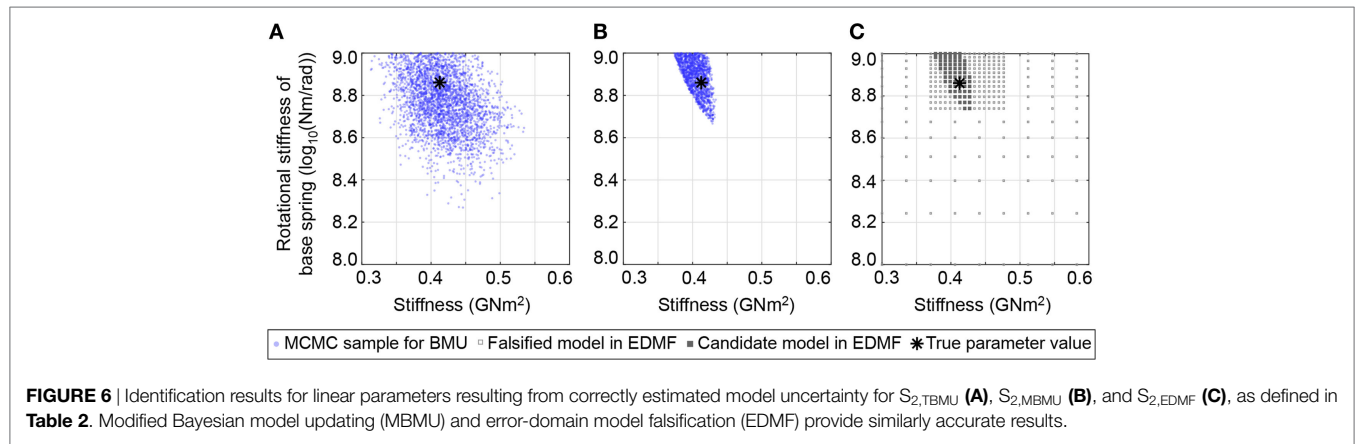 A
B
C
Rotational stiffness of
base spring (log10(Nm/rad))
9.0
8.8
8.6
8.4
8.2
8.0
0.3 0.4 0.5 0.6
Stiffness (GNm²)
9.0
8.8
8.6
8.4
8.2
8.0
0.3 0.4 0.5 0.6
Stiffness (GNm²)
9.0
8.8
8.6
8.4
8.2
8.0
0.3 0.4 0.5 0.6
Stiffness (GNm²)
MCMC sample for BMU Falsified model in EDMF Candidate model in EDMF True parameter value
FIGURE 6 | Identification results for linear parameters resulting from correctly estimated model uncertainty for S2,TBMU (A), S2,MBMU (B), and S2,EDMF (C), as defined in
Table 2. Modified Bayesian model updating (MBMU) and error-domain model falsification (EDMF) provide similarly accurate results.